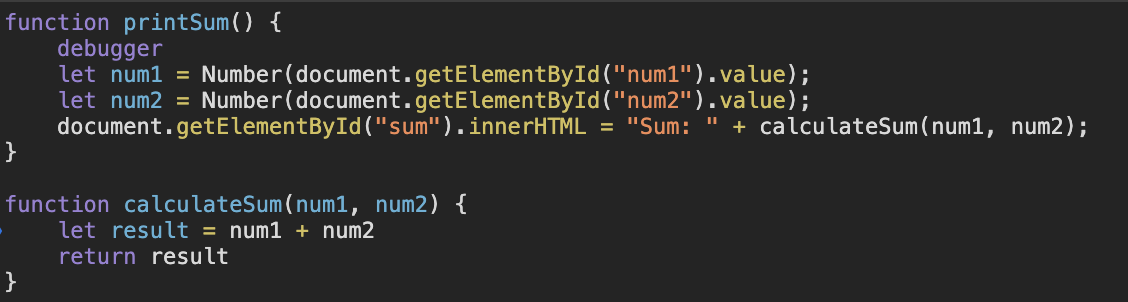 function printSum() {
    debugger
    let num1 = Number(document.getElementById("num1").value);
    let num2 = Number(document.getElementById("num2").value);
    document.getElementById("sum").innerHTML = "Sum: " + calculateSum(num1, num2);
}

function calculateSum(num1, num2) {
    let result = num1 + num2
    return result
}